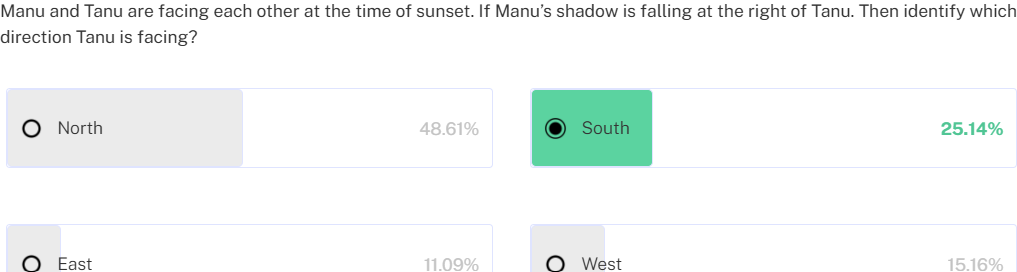 Manu and Tanu are facing each other at the time of sunset. If Manu’s shadow is falling at the right of Tanu. Then identify which
direction Tanu is facing?
North 48.61%
South 25.14%
East 11.09%
West 15.16%